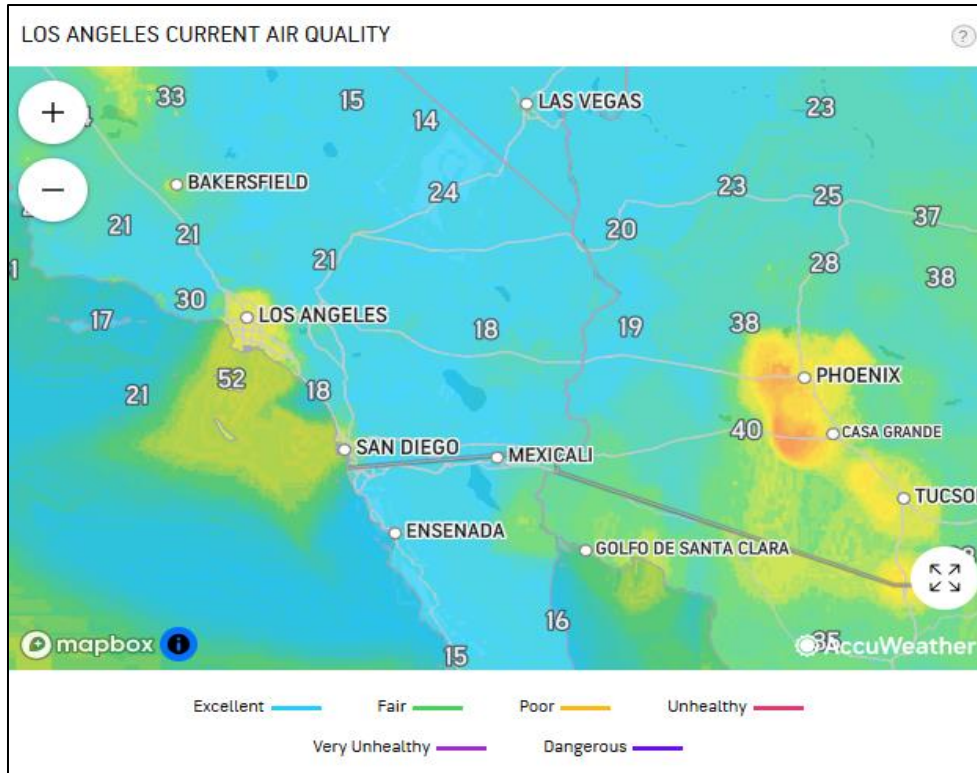 LOS ANGELES CURRENT AIR QUALITY
?
+
33
15
14
LAS VEGAS
23
−
BAKERSFIELD
24
23
25
37
21
21
20
21
28
38
30
LOS ANGELES
17
18
19
38
52
PHOENIX
21
18
40
CASA GRANDE
SAN DIEGO
MEXICALI
ENSENADA
GOLFO DE SANTA CLARA
16
35
mapbox
i
15
AccuWeather
Excellent
Fair
Poor
Unhealthy
Very Unhealthy
Dangerous